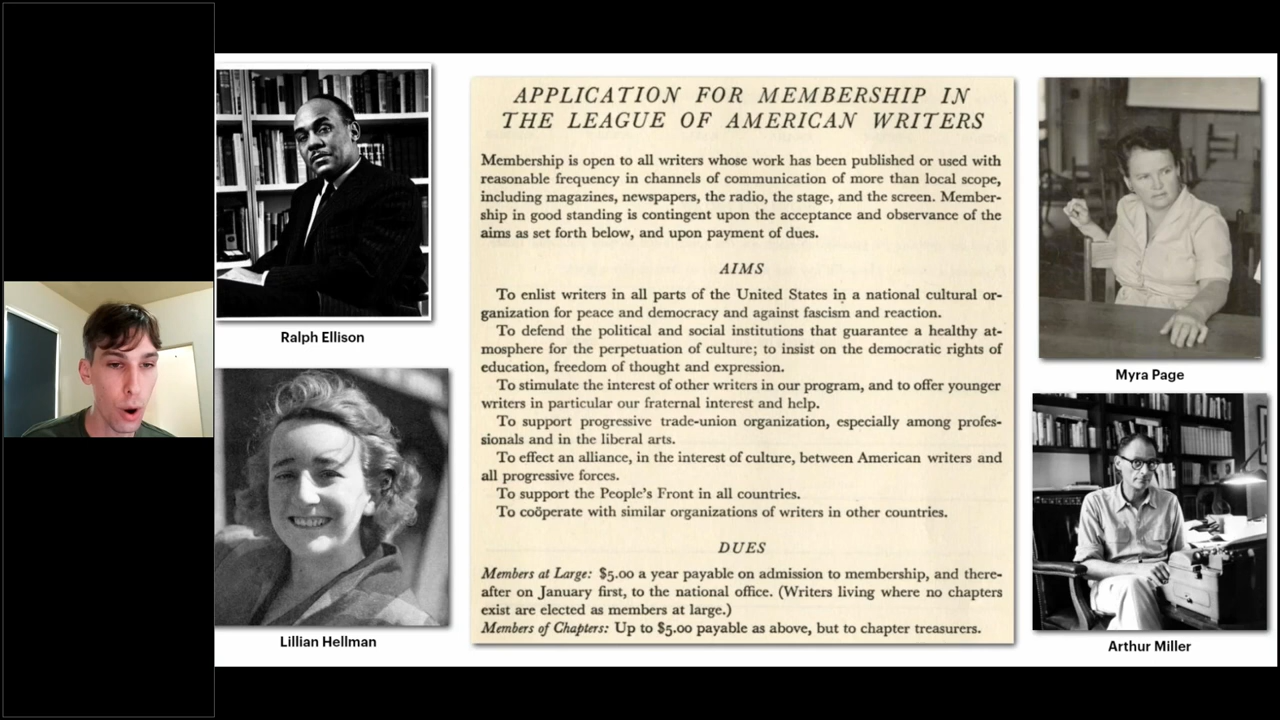 Ralph Ellison
Lillian Hellman
APPLICATION FOR MEMBERSHIP IN
THE LEAGUE OF AMERICAN WRITERS
Membership is open to all writers whose work has been published or used with
reasonable frequency in channels of communication of more than local scope,
including magazines, newspapers, the radio, the stage, and the screen. Member-
ship in good standing is contingent upon the acceptance and observance of the
aims as set forth below, and upon payment of dues.
AIMS
To enlist writers in all parts of the United States in a national cultural or-
ganization for peace and democracy and against fascism and reaction.
To defend the political and social institutions that guarantee a healthy at-
mosphere for the perpetuation of culture; to insist on the democratic rights of
education, freedom of thought and expression.
To stimulate the interest of other writers in our program, and to offer younger
writers in particular our fraternal interest and help.
To support progressive trade-union organization, especially among profes-
sionals and in the liberal arts.
To effect an alliance, in the interest of culture, between American writers and
all progressive forces.
To support the People's Front in all countries.
To coöperate with similar organizations of writers in other countries.
DUES
Members at Large: $5.00 a year payable on admission to membership, and there-
after on January first, to the national office. (Writers living where no chapters
exist are elected as members at large.)
Members of Chapters: Up to $5.00 payable as above, but to chapter treasurers.
Myra Page
Arthur Miller